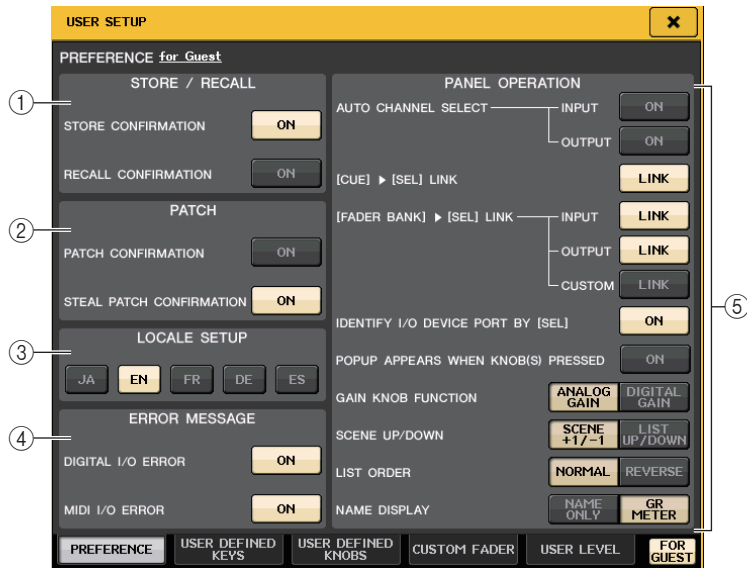 USER SETUP
PREFERENCE for Guest
① STORE / RECALL
STORE CONFIRMATION ON
RECALL CONFIRMATION ON
② PATCH
PATCH CONFIRMATION ON
STEAL PATCH CONFIRMATION ON
③ LOCALE SETUP
JA EN FR DE ES
④ ERROR MESSAGE
DIGITAL I/O ERROR ON
MIDI I/O ERROR ON
⑤ PANEL OPERATION
AUTO CHANNEL SELECT INPUT ON
OUTPUT ON
[CUE] ▶ [SEL] LINK LINK
[FADER BANK] ▶ [SEL] LINK INPUT LINK
OUTPUT LINK
CUSTOM LINK
IDENTIFY I/O DEVICE PORT BY [SEL] ON
POPUP APPEARS WHEN KNOB(S) PRESSED ON
GAIN KNOB FUNCTION ANALOG GAIN DIGITAL GAIN
SCENE UP/DOWN SCENE +1/-1 LIST UP/DOWN
LIST ORDER NORMAL REVERSE
NAME DISPLAY NAME ONLY GR METER
PREFERENCE USER DEFINED KEYS USER DEFINED KNOBS CUSTOM FADER USER LEVEL FOR GUEST